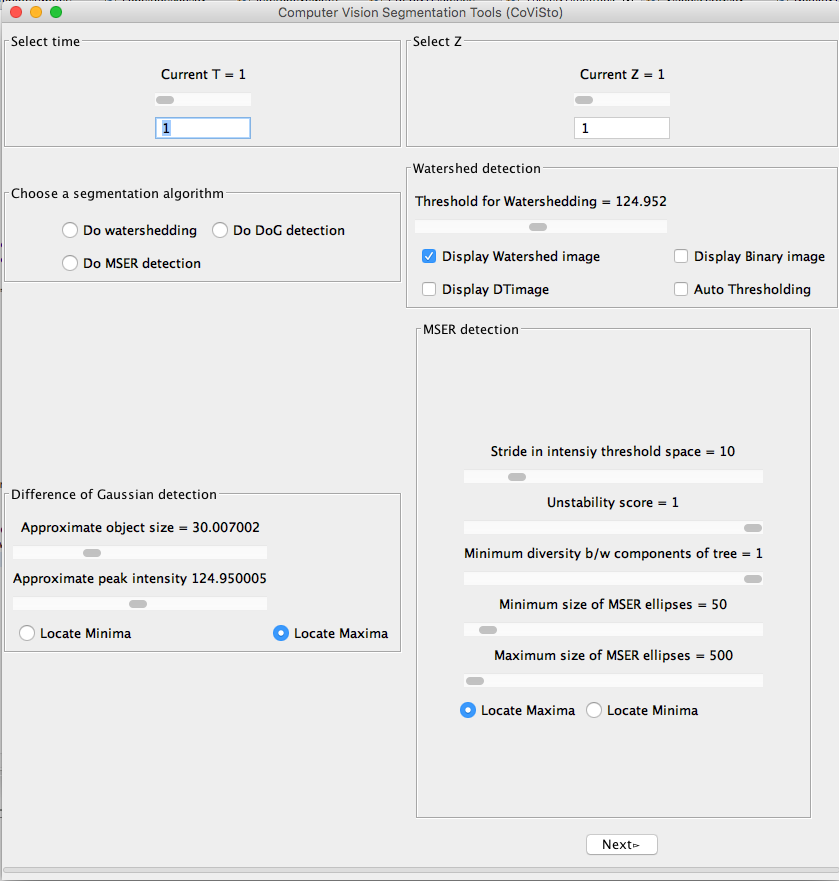 Computer Vision Segmentation Tools (CoViSto)
Select time
Current T = 1
1
Select Z
Current Z = 1
1
Choose a segmentation algorithm
Do watershedding
Do DoG detection
Do MSER detection
Watershed detection
Threshold for Watershedding = 124.952
Display Watershed image
Display Binary image
Display DTimage
Auto Thresholding
Difference of Gaussian detection
Approximate object size = 30.007002
Approximate peak intensity 124.950005
Locate Minima
Locate Maxima
MSER detection
Stride in intensiy threshold space = 10
Unstability score = 1
Minimum diversity b/w components of tree = 1
Minimum size of MSER ellipses = 50
Maximum size of MSER ellipses = 500
Locate Maxima
Locate Minima
Next▻